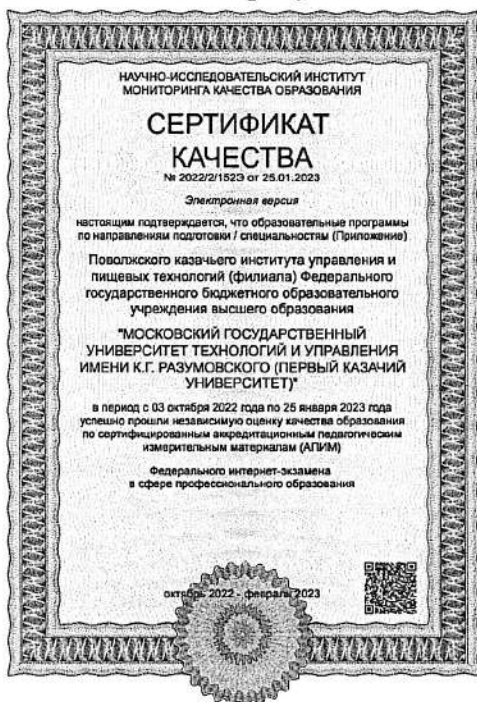 НАУЧНО-ИССЛЕДОВАТЕЛЬСКИЙ ИНСТИТУТ
МОНИТОРИНГА КАЧЕСТВА ОБРАЗОВАНИЯ
СЕРТИФИКАТ
КАЧЕСТВА
№ 2022/2/152Э от 25.01.2023
Электронная версия
настоящим подтверждается, что образовательные программы
по направлениям подготовки / специальностям (Приложение)
Поволжского казачьего института управления и
пищевых технологий (филиала) Федерального
государственного бюджетного образовательного
учреждения высшего образования
"МОСКОВСКИЙ ГОСУДАРСТВЕННЫЙ
УНИВЕРСИТЕТ ТЕХНОЛОГИЙ И УПРАВЛЕНИЯ
ИМЕНИ К.Г. РАЗУМОВСКОГО (ПЕРВЫЙ КАЗАЧИЙ
УНИВЕРСИТЕТ)"
в период с 03 октября 2022 года по 25 января 2023 года
успешно прошли независимую оценку качества образования
по сертифицированным аккредитационным педагогическим
измерительным материалам (АПИМ)
Федерального интернет-экзамена
в сфере профессионального образования
октябрь 2022 - февраль 2023